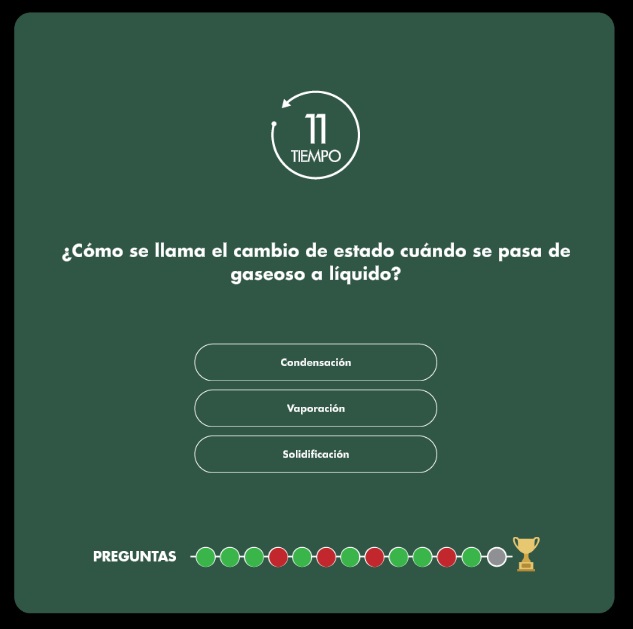 11
TIEMPO
¿Cómo se llama el cambio de estado cuándo se pasa de
gaseoso a líquido?
Condensación
Vaporación
Solidificación
PREGUNTAS